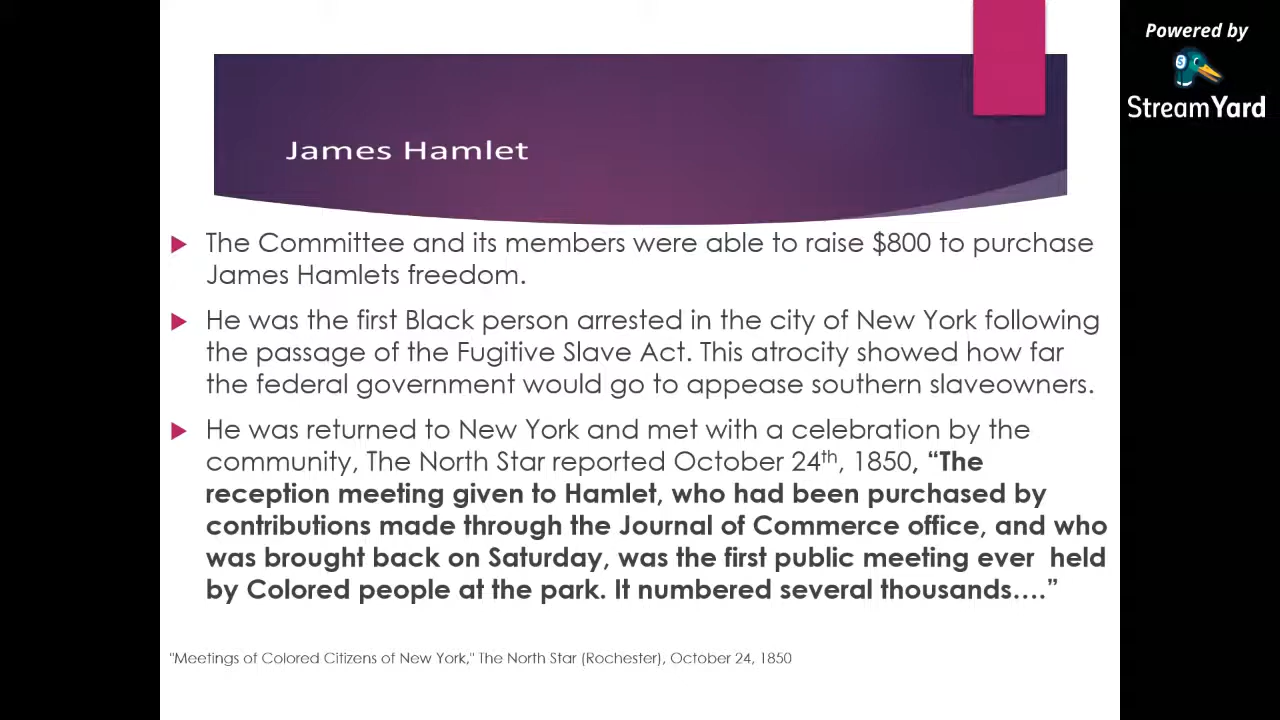 Powered by
StreamYard
James Hamlet
The Committee and its members were able to raise $800 to purchase
James Hamlets freedom.
He was the first Black person arrested in the city of New York following
the passage of the Fugitive Slave Act. This atrocity showed how far
the federal government would go to appease southern slaveowners.
He was returned to New York and met with a celebration by the
community, The North Star reported October 24th, 1850, “The
reception meeting given to Hamlet, who had been purchased by
contributions made through the Journal of Commerce office, and who
was brought back on Saturday, was the first public meeting ever held
by Colored people at the park. It numbered several thousands….”
"Meetings of Colored Citizens of New York," The North Star (Rochester), October 24, 1850